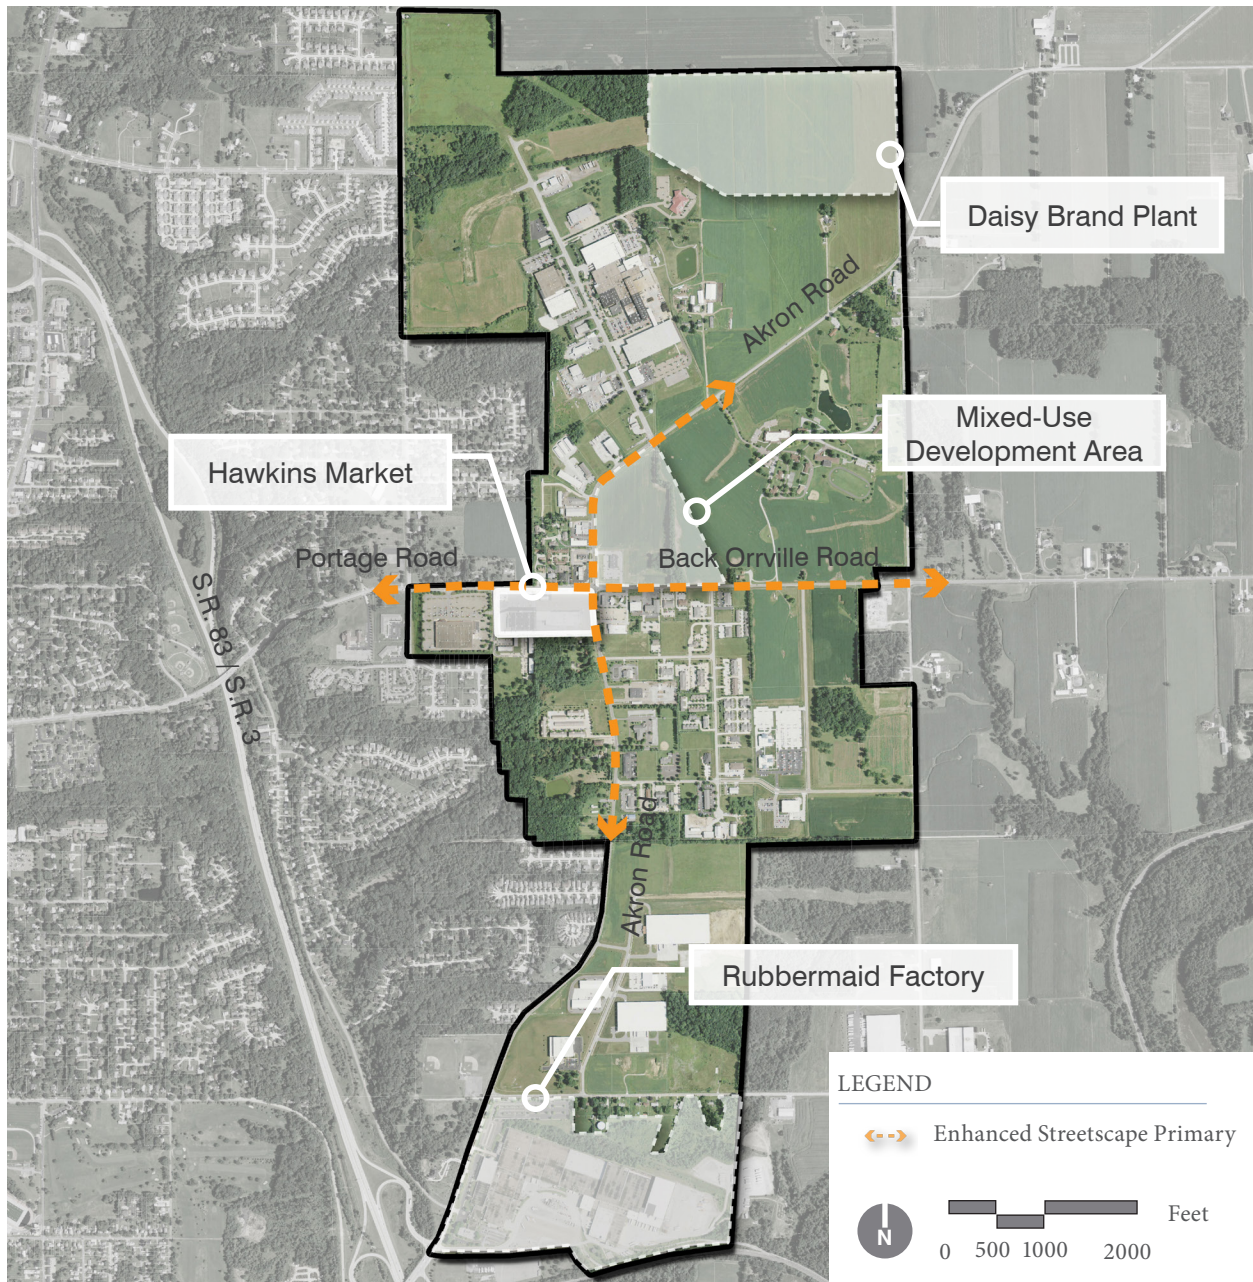 Daisy Brand Plant
Akron Road
Mixed-Use
Development Area
Hawkins Market
Portage Road
Back Orrville Road
S.R. 83 / S.R. 3
Akron Road
Rubbermaid Factory
LEGEND
Enhanced Streetscape Primary
N
Feet
0 500 1000 2000